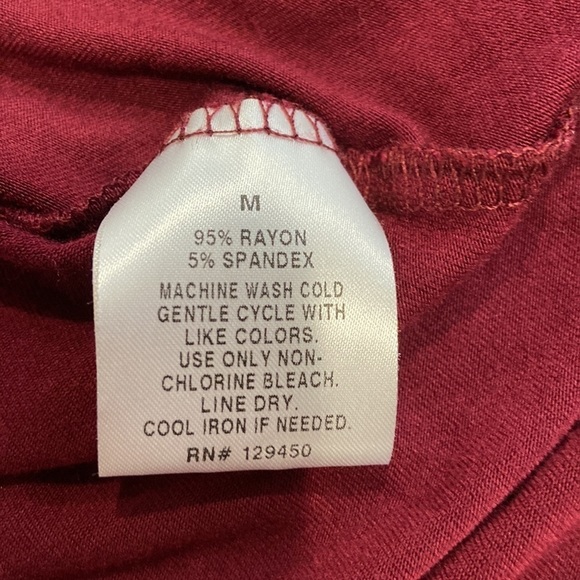 M
95% RAYON
5% SPANDEX
MACHINE WASH COLD
GENTLE CYCLE WITH
LIKE COLORS.
USE ONLY NON-
CHLORINE BLEACH.
LINE DRY.
COOL IRON IF NEEDED.
RN# 129450